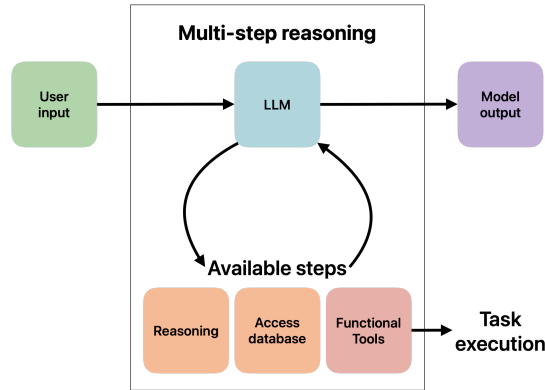 Multi-step reasoning
User
input
LLM
Model
output
Available steps
Reasoning
Access
database
Functional
Tools
Task
execution